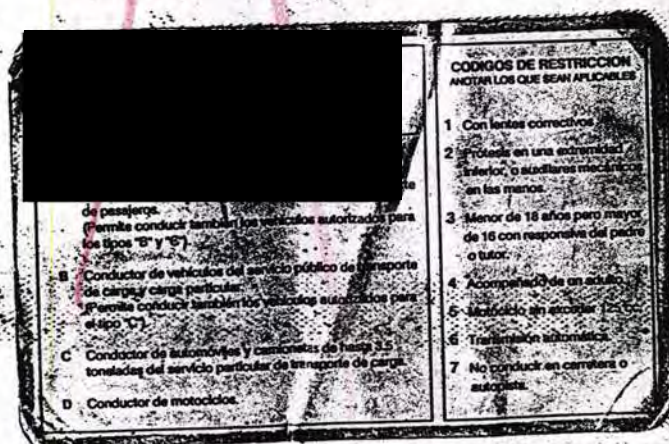 de pasajeros.
(Permite conducir también los vehículos autorizados para
los tipos "B" y "C").
B Conductor de vehículos del servicio público de transporte
de carga y carga particular.
(Permite conducir también los vehículos autorizados para
el tipo "C").
C Conductor de automóviles y camionetas de hasta 3.5
toneladas del servicio particular de transporte de carga.
D Conductor de motociclos.
CODIGOS DE RESTRICCION
ANOTAR LOS QUE SEAN APLICABLES
1 Con lentes correctivos
2 Prótesis en una extremidad
inferior, o auxiliares mecánicos
en las manos.
3 Menor de 18 años pero mayor
de 16 con responsiva del padre
o tutor.
4 Acompañado de un adulto.
5 Motociclo sin exceder 125 cc.
6 Transmisión automática.
7 No conducir en carretera o
autopista.